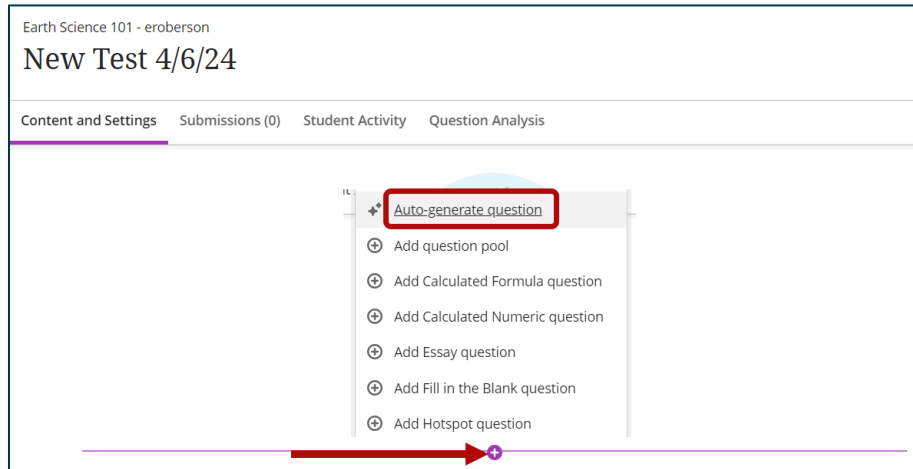 Earth Science 101 - eroberson
New Test 4/6/24
Content and Settings Submissions (0) Student Activity Question Analysis
Auto-generate question
Add question pool
Add Calculated Formula question
Add Calculated Numeric question
Add Essay question
Add Fill in the Blank question
Add Hotspot question